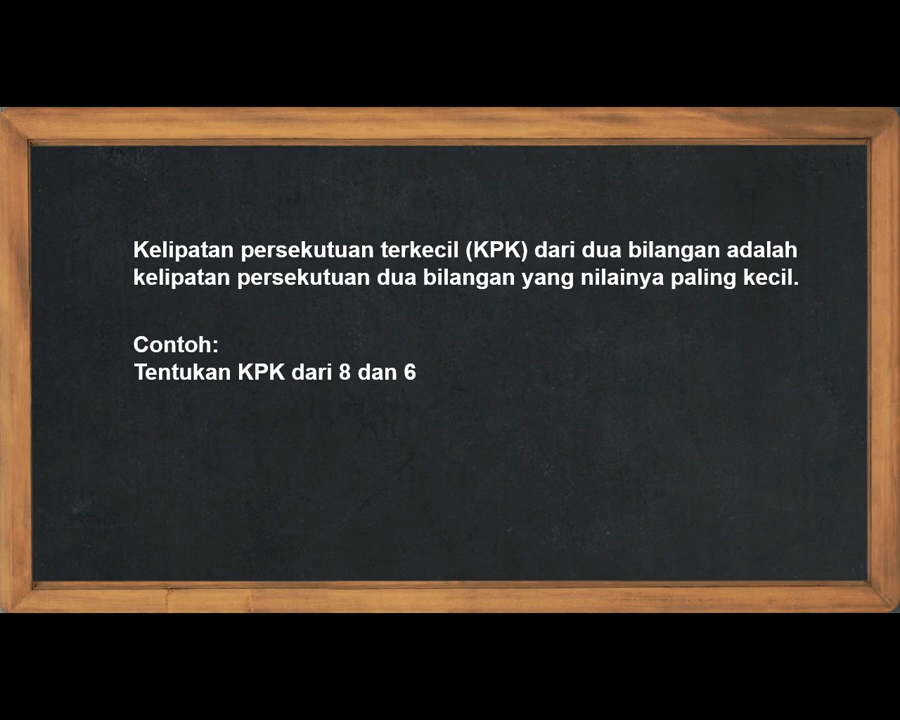 Kelipatan persekutuan terkecil (KPK) dari dua bilangan adalah
kelipatan persekutuan dua bilangan yang nilainya paling kecil.
Contoh:
Tentukan KPK dari 8 dan 6